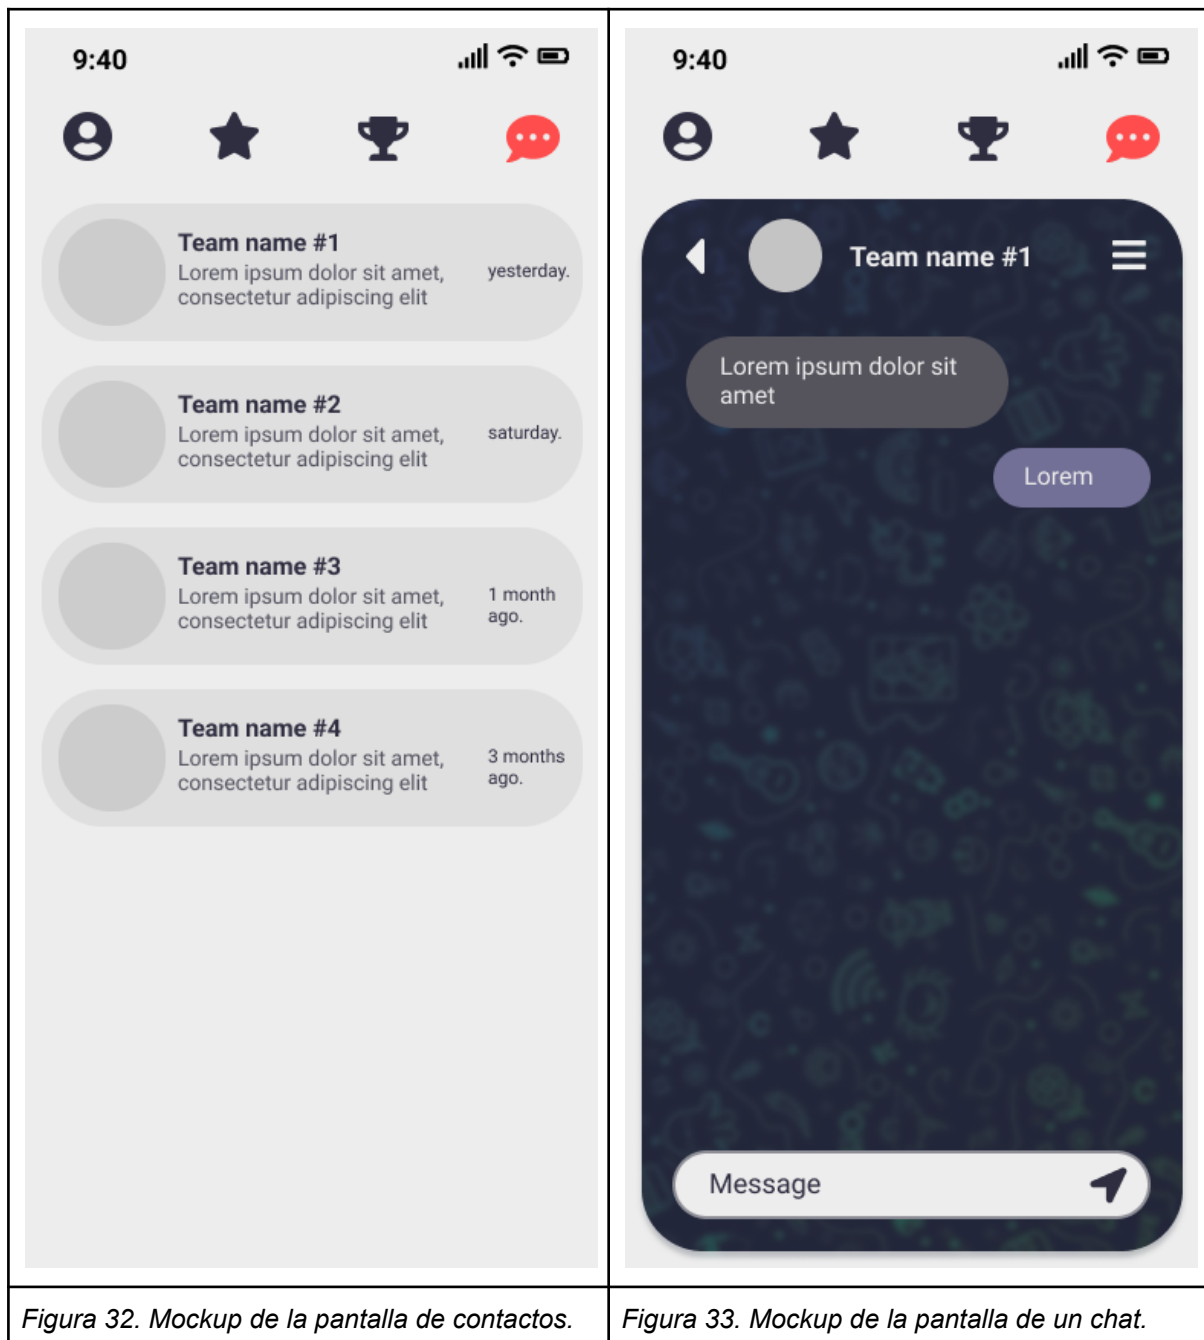 9:40
Team name #1
Lorem ipsum dolor sit amet,
consectetur adipiscing elit
yesterday.
Team name #2
Lorem ipsum dolor sit amet,
consectetur adipiscing elit
saturday.
Team name #3
Lorem ipsum dolor sit amet,
consectetur adipiscing elit
1 month
ago.
Team name #4
Lorem ipsum dolor sit amet,
consectetur adipiscing elit
3 months
ago.
Figura 32. Mockup de la pantalla de contactos.
9:40
Team name #1
Lorem ipsum dolor sit
amet
Lorem
Message
Figura 33. Mockup de la pantalla de un chat.